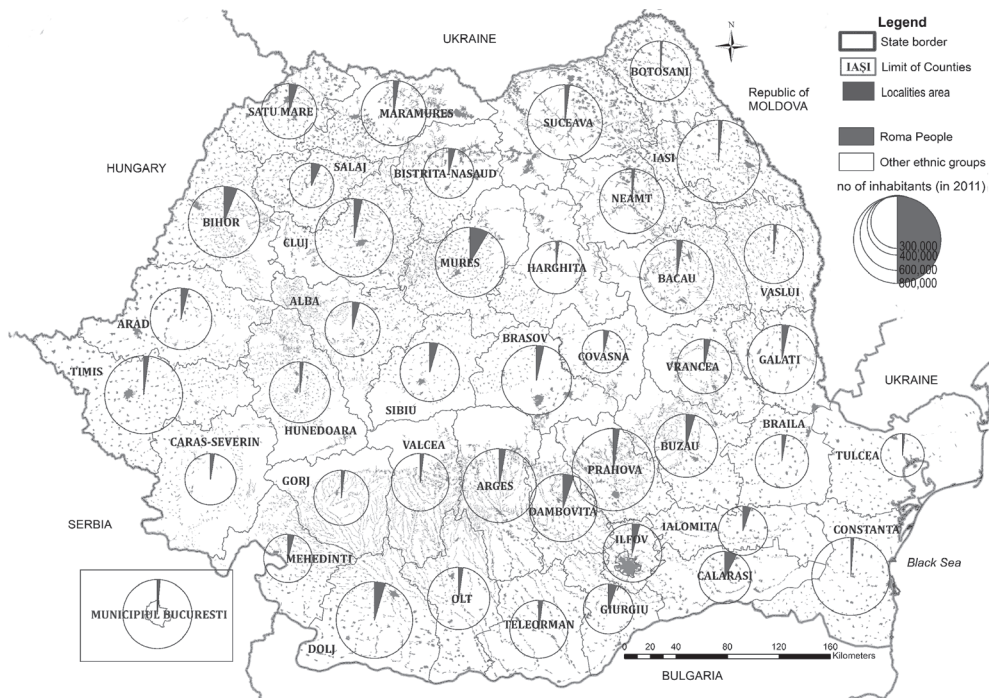 UKRAINE
N
Legend
State border
IAŞI Limit of Counties
Localities area
Roma People
Other ethnic groups
no of inhabitants (in 2011)
300,000
400,000
600,000
800,000
BOTOSANI
Republic of
MOLDOVA
SATU MARE
MARAMURES
SUCEAVA
IASI
HUNGARY
SALAJ
BISTRITA-NASAUD
NEAMT
BIHOR
CLUJ
MURES
HARGHITA
BACAU
VASLUI
ALBA
ARAD
BRASOV
COVASNA
VRANCEA
GALATI
TIMIS
UKRAINE
SIBIU
HUNEDOARA
CARAS-SEVERIN
VALCEA
BUZAU
BRAILA
TULCEA
GORJ
ARGES
PRAHOVA
DAMBOVITA
SERBIA
ILFOV
IALOMITA
CONSTANTA
MEHEDINTI
CALARASI
Black Sea
MUNICIPIUL BUCURESTI
OLT
GIURGIU
TELEORMAN
DOLJ
0 20 40 80 120 160
Kilometers
BULGARIA